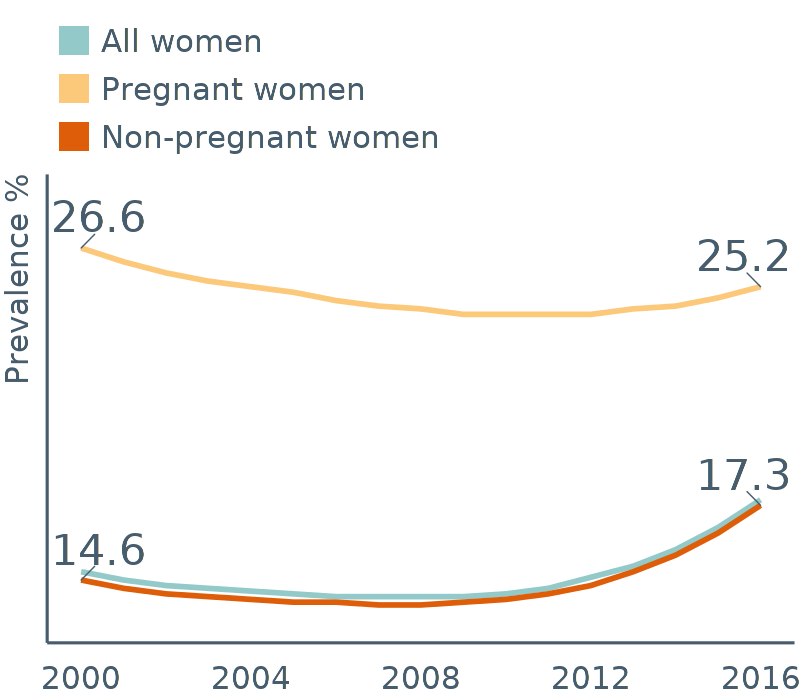 All women
Pregnant women
Non-pregnant women
Prevalence %
26.6
25.2
17.3
14.6
2000 2004 2008 2012 2016